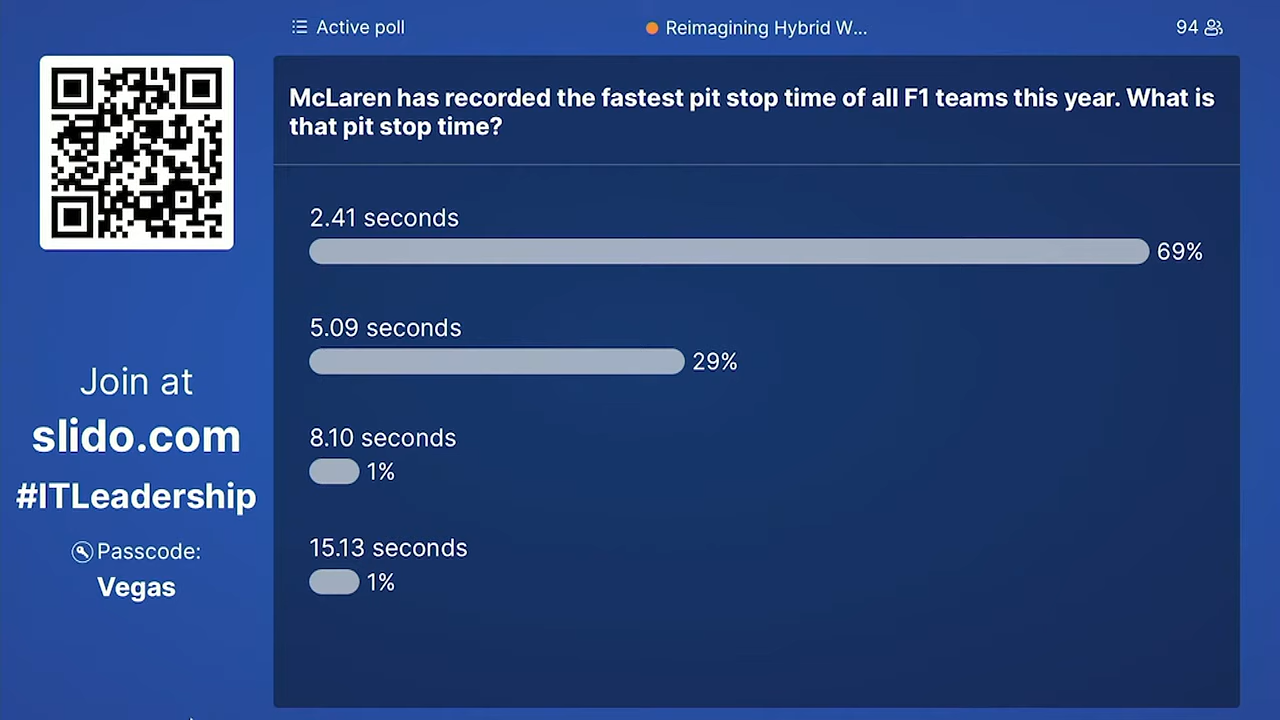 Active poll
Reimagining Hybrid W...
94
McLaren has recorded the fastest pit stop time of all F1 teams this year. What is
that pit stop time?
2.41 seconds
69%
5.09 seconds
29%
8.10 seconds
1%
15.13 seconds
1%
Join at
slido.com
#ITLeadership
Passcode:
Vegas